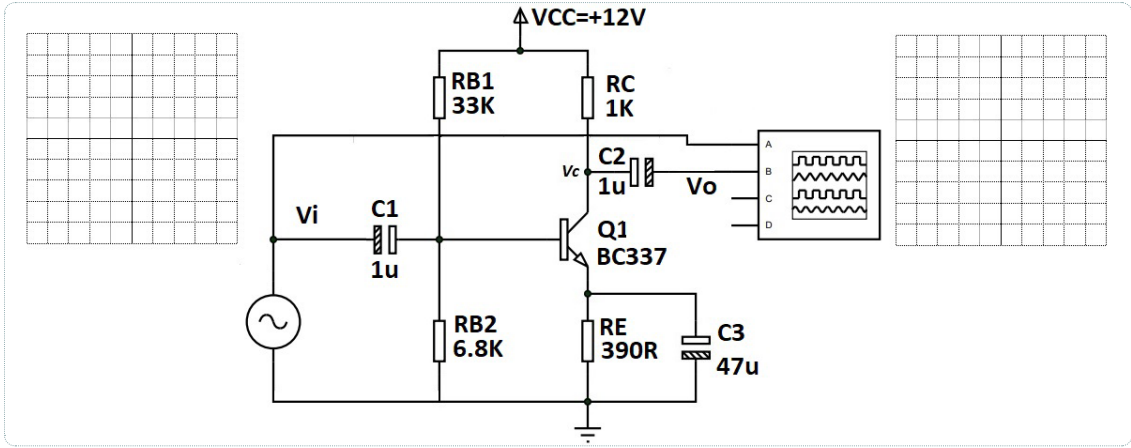 VCC=+12V
RB1
33K
RC
1K
A
Vc
C2
1u
B
Vo
C
D
Vi
C1
1u
Q1
BC337
RB2
6.8K
RE
390R
C3
47u